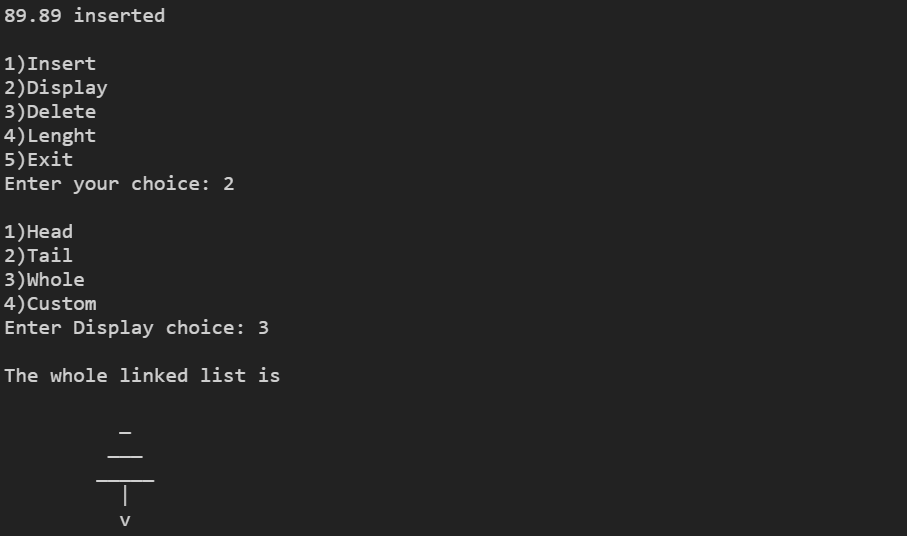 89.89 inserted
1)Insert
2)Display
3)Delete
4)Lenght
5)Exit
Enter your choice: 2
1)Head
2)Tail
3)Whole
4)Custom
Enter Display choice: 3
The whole linked list is
_
___
_____
|
v